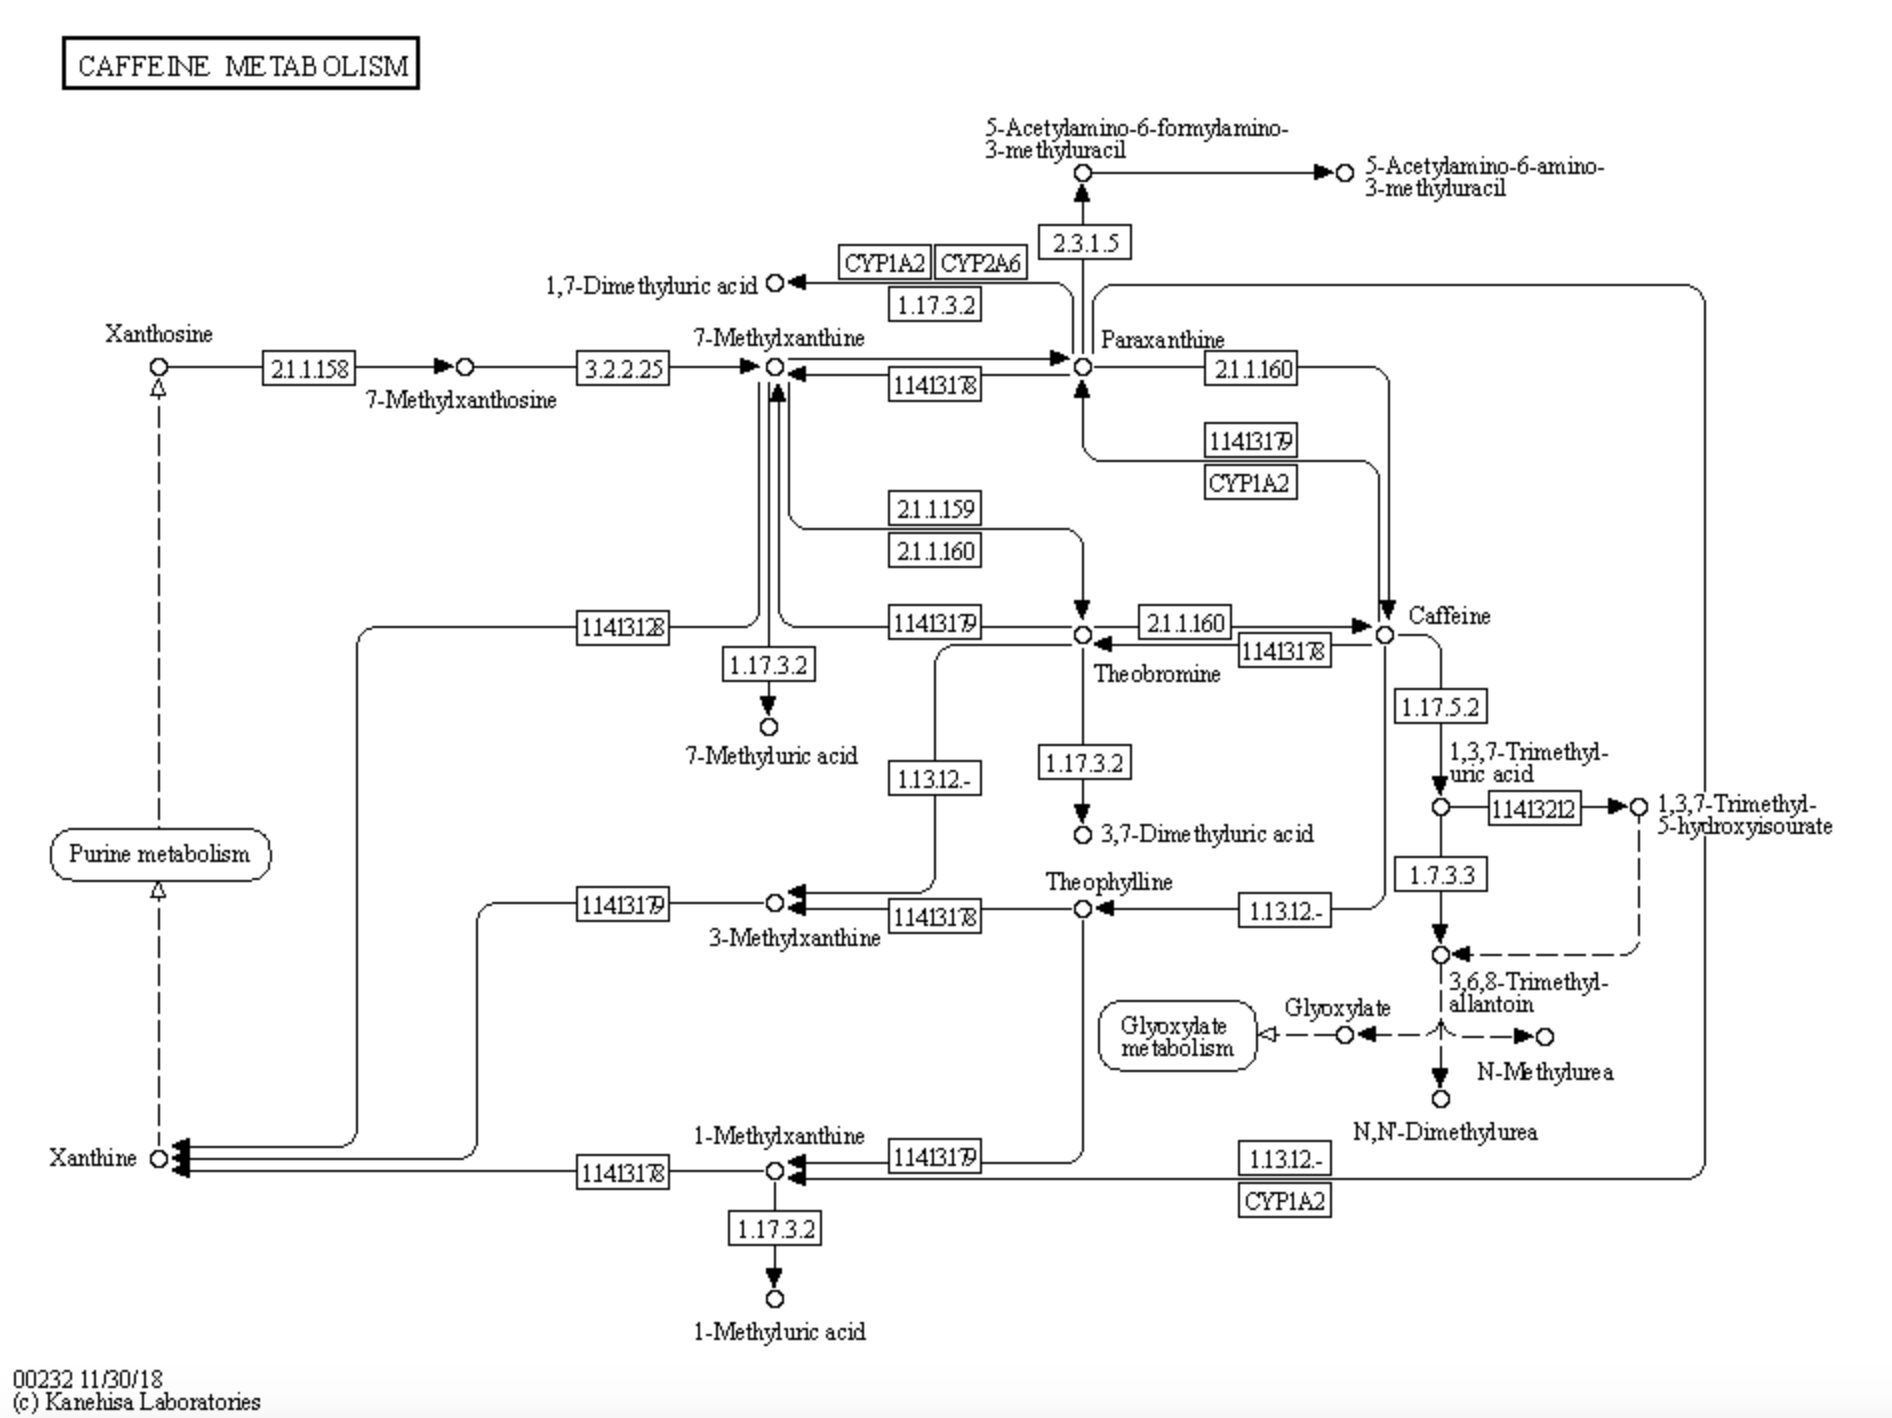 CAFFEINE METABOLISM
5-Acetylamino-6-formylamino-
3-methyluracil
5-Acetylamino-6-amino-
3-methyluracil
2.3.1.5
CYP1A2
CYP2A6
1,7-Dimethyluric acid
1.17.3.2
Xanthosine
7-Methylxanthine
Paraxanthine
2.1.1.158
3.2.2.25
2.1.1.160
7-Methylxanthosine
1.14.13.178
1.14.13.179
CYP1A2
2.1.1.159
2.1.1.160
1.14.13.128
1.14.13.179
2.1.1.160
Caffeine
1.14.13.178
1.17.3.2
Theobromine
1.17.5.2
7-Methyluric acid
1.13.12.-
1.17.3.2
1,3,7-Trimethyl-
uric acid
1.14.13.212
1,3,7-Trimethyl-
5-hydroxyisourate
3,7-Dimethyluric acid
Purine metabolism
1.7.3.3
Theophylline
1.14.13.179
1.14.13.178
1.13.12.-
3-Methylxanthine
3,6,8-Trimethyl-
allantoin
Glyoxylate
Glyoxylate
metabolism
N-Methylurea
N,N'-Dimethylurea
1-Methylxanthine
Xanthine
1.14.13.178
1.14.13.179
1.13.12.-
CYP1A2
1.17.3.2
1-Methyluric acid
00232 11/30/18
(c) Kanehisa Laboratories